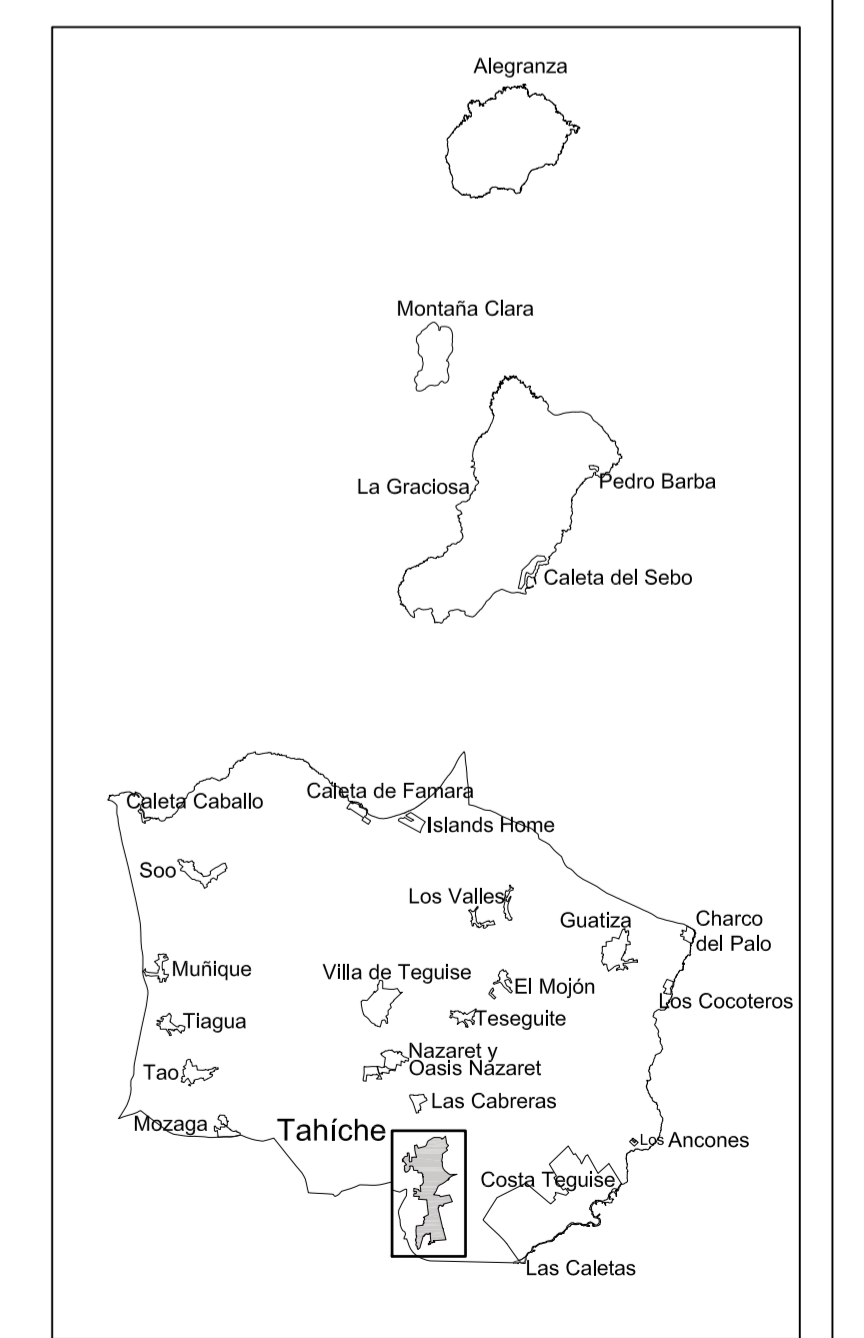 Alegranza
Montaña Clara
La Graciosa
Pedro Barba
Caleta del Sebo
Caleta de Famara
Caleta Caballo
Islands Home
Soo
Los Valles
Guatiza
Charco
del Palo
Muñique
Villa de Teguise
El Mojón
Los Cocoteros
Tiagua
Teseguite
Nazaret y
Oasis Nazaret
Tao
Las Cabreras
Mozaga
Tahíche
Los Ancones
Costa Teguise
Las Caletas